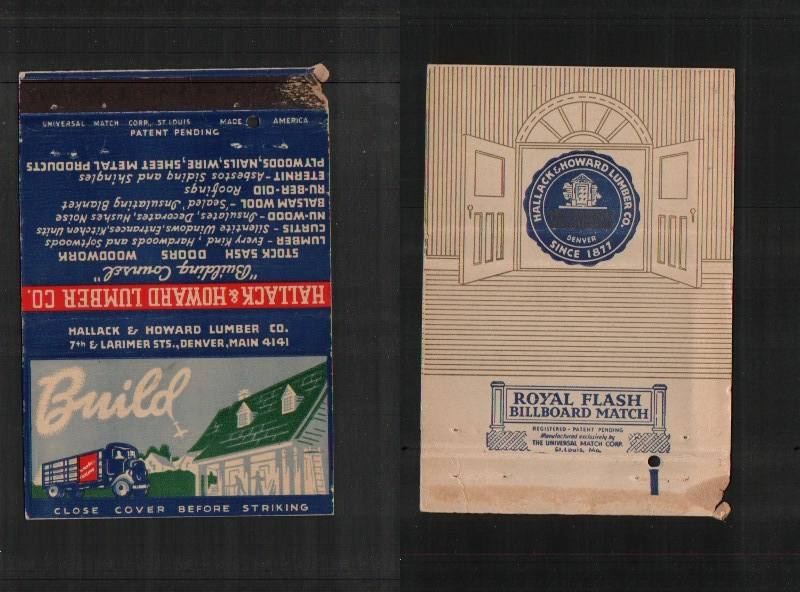 UNIVERSAL MATCH CORP., ST. LOUIS MADE AMERICA
PATENT PENDING
HALLACK & HOWARD LUMBER CO.
"Building Counsel"
STOCK SASH DOORS WOODWORK
LUMBER - Every Kind, Hardwoods and Softwoods
CURTIS - Silentite Windows, Entrances, Kitchen Units
NU-WOOD - Insulates, Decorates, Hushes Noise
BALSAM WOOL - Sealed, Insulating Blanket
RU-BER-OID Roofings
ETERNIT - Asbestos Siding and Shingles
PLYWOODS, NAILS, WIRE, SHEET METAL PRODUCTS
HALLACK & HOWARD LUMBER CO.
7th & LARIMER STS., DENVER, MAIN 4141
Build
CLOSE COVER BEFORE STRIKING
HALLACK & HOWARD LUMBER CO.
DENVER
SINCE 1877
ROYAL FLASH
BILLBOARD MATCH
REGISTERED - PATENT PENDING
Manufactured exclusively by
THE UNIVERSAL MATCH CORP.
St. Louis, Mo.